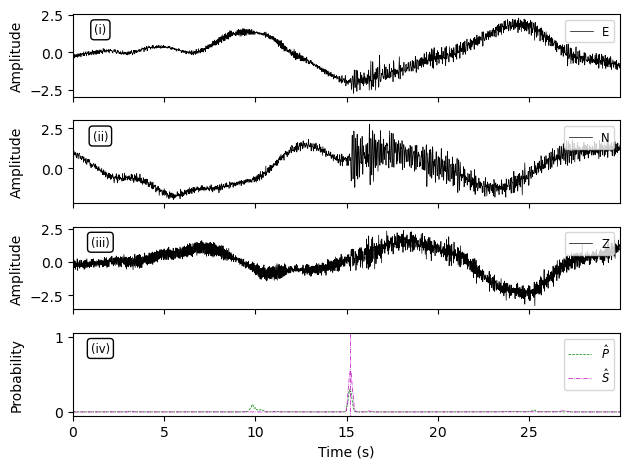 Amplitude
2.5
0.0
−2.5
(i)
E
Amplitude
2.5
0.0
(ii)
N
Amplitude
2.5
0.0
−2.5
(iii)
Z
Probability
1
0
(iv)
P̂
Ŝ
0 5 10 15 20 25
Time (s)